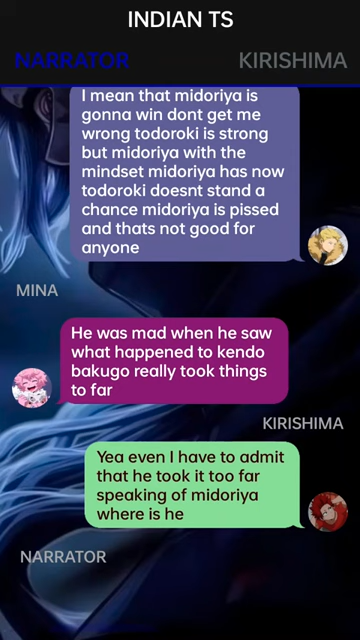 INDIAN TS
NARRATOR KIRISHIMA
I mean that midoriya is
gonna win dont get me
wrong todoroki is strong
but midoriya with the
mindset midoriya has now
todoroki doesnt stand a
chance midoriya is pissed
and thats not good for
anyone
MINA
He was mad when he saw
what happened to kendo
bakugo really took things
to far
KIRISHIMA
Yea even I have to admit
that he took it too far
speaking of midoriya
where is he
NARRATOR